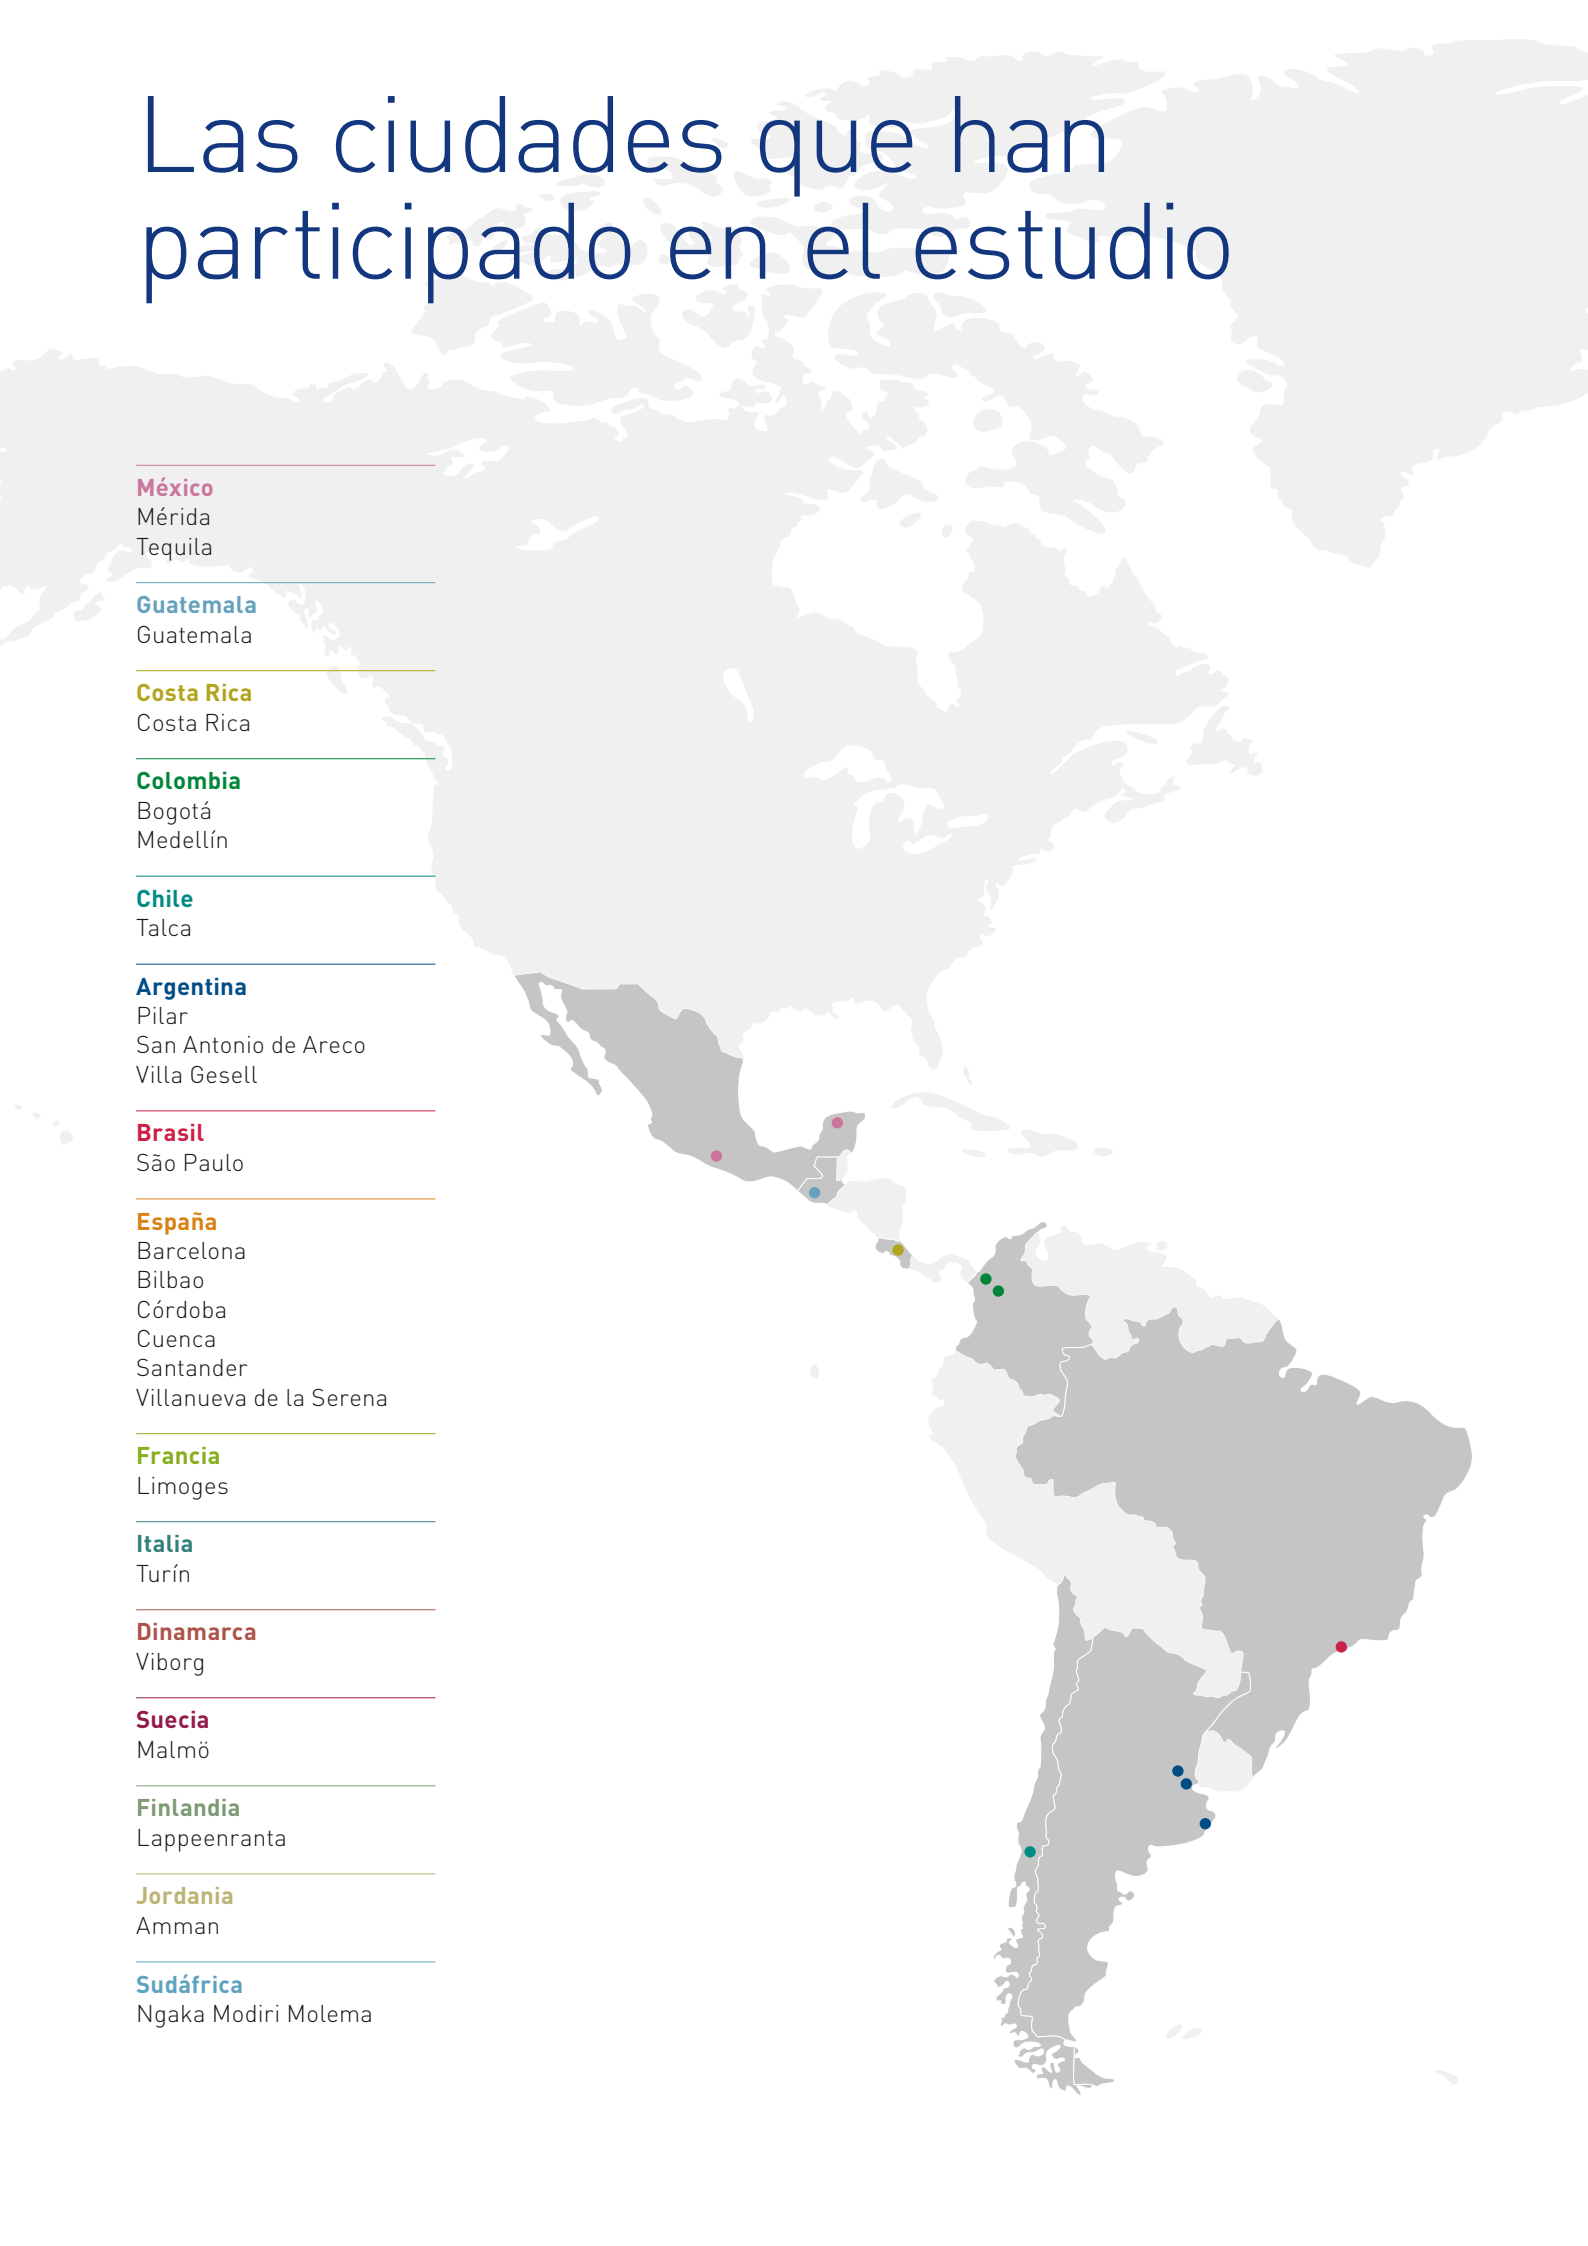 Las ciudades que han
participado en el estudio
México
Mérida
Tequila
Guatemala
Guatemala
Costa Rica
Costa Rica
Colombia
Bogotá
Medellín
Chile
Talca
Argentina
Pilar
San Antonio de Areco
Villa Gesell
Brasil
São Paulo
España
Barcelona
Bilbao
Córdoba
Cuenca
Santander
Villanueva de la Serena
Francia
Limoges
Italia
Turín
Dinamarca
Viborg
Suecia
Malmö
Finlandia
Lappeenranta
Jordania
Amman
Sudáfrica
Ngaka Modiri Molema